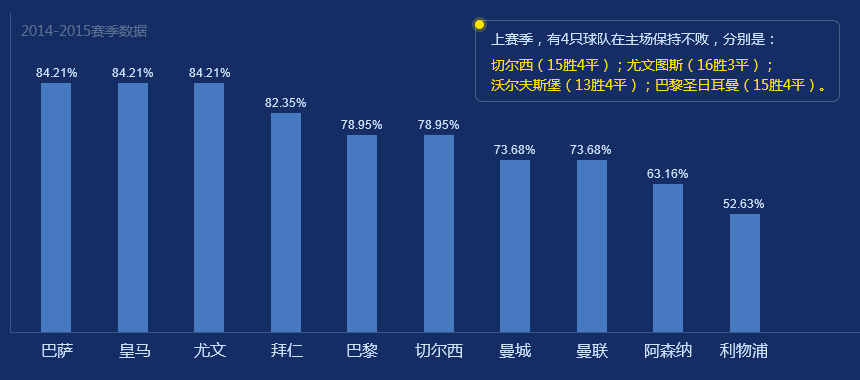 2014-2015赛季数据
上赛季，有4只球队在主场保持不败，分别是：
切尔西（15胜4平）；尤文图斯（16胜3平）；
沃尔夫斯堡（13胜4平）；巴黎圣日耳曼（15胜4平）。
84.21% 84.21% 84.21% 82.35% 78.95% 78.95% 73.68% 73.68% 63.16% 52.63%
巴萨 皇马 尤文 拜仁 巴黎 切尔西 曼城 曼联 阿森纳 利物浦